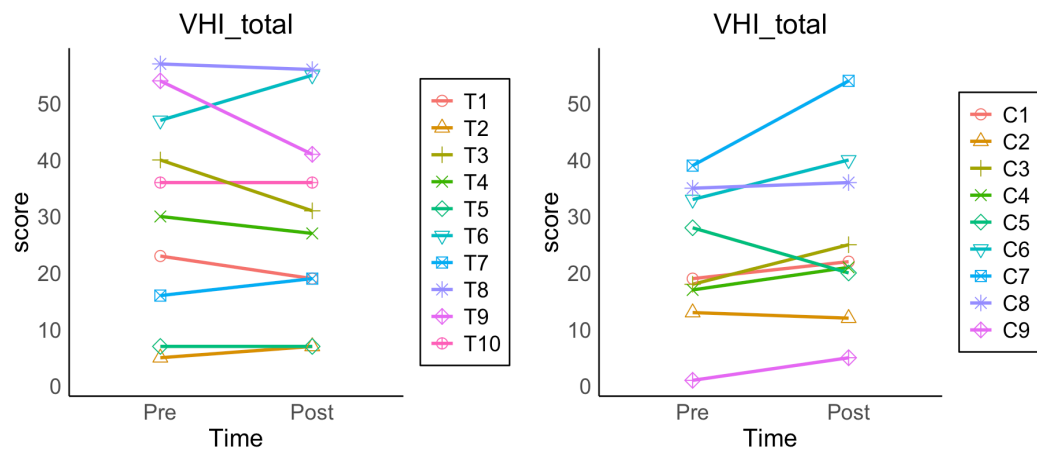 VHI_total
score
50
40
30
20
10
0
Pre Post
Time
T1
T2
T3
T4
T5
T6
T7
T8
T9
T10
VHI_total
score
50
40
30
20
10
0
Pre Post
Time
C1
C2
C3
C4
C5
C6
C7
C8
C9